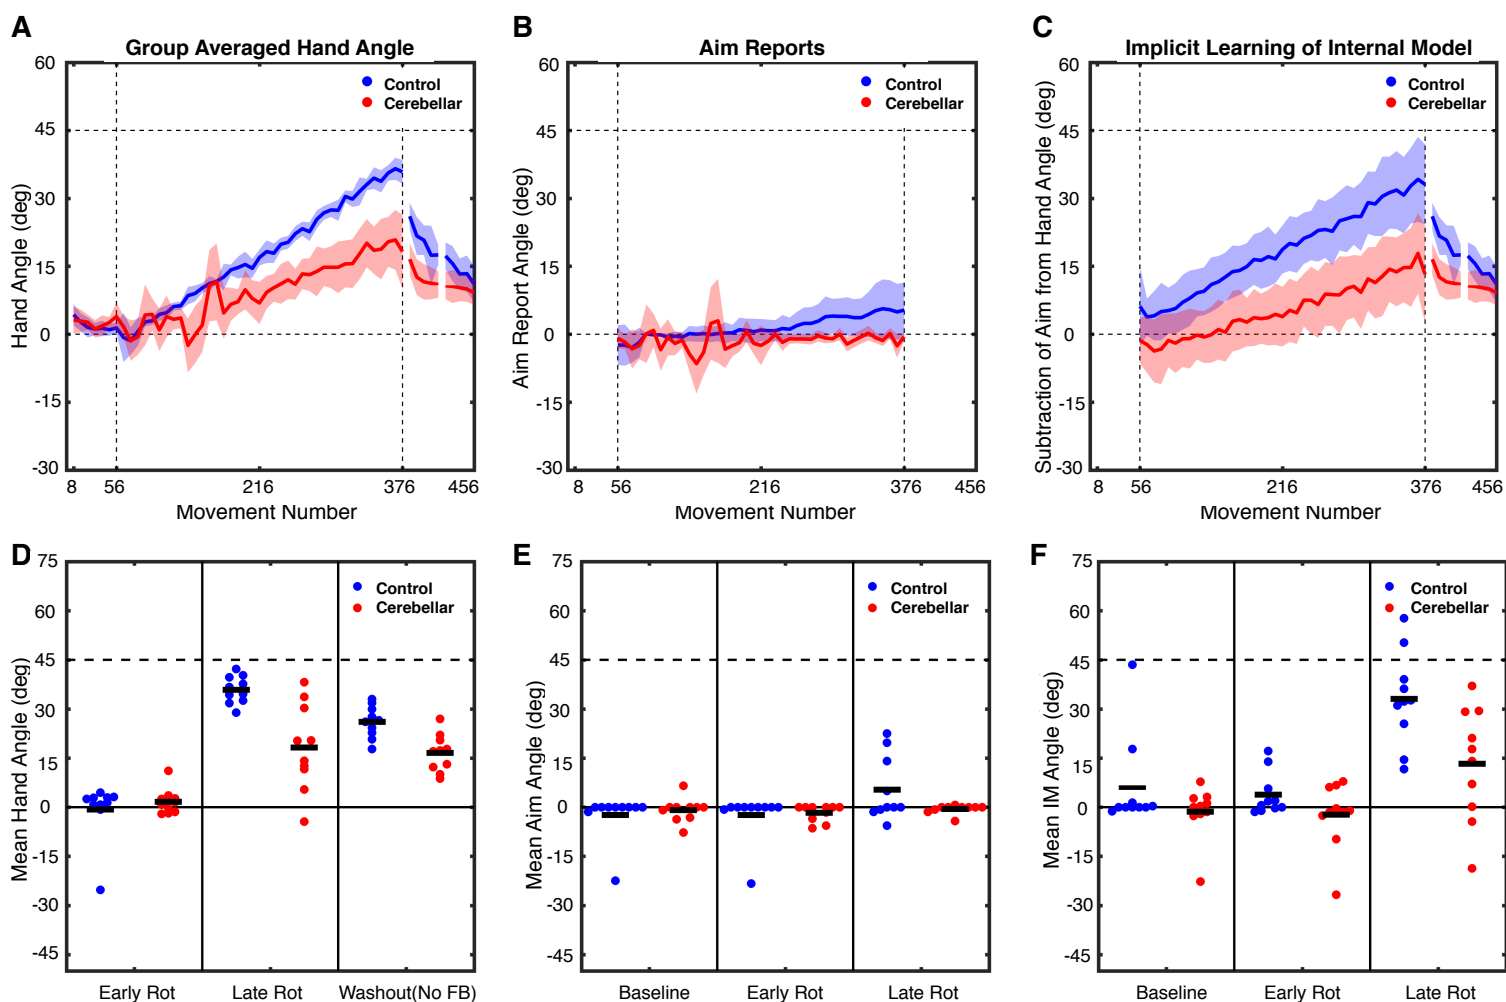 A
Group Averaged Hand Angle
Hand Angle (deg)
60
45
30
15
0
-15
-30
Control
Cerebellar
8 56 216 376 456
Movement Number
B
Aim Reports
Aim Report Angle (deg)
60
45
30
15
0
-15
-30
Control
Cerebellar
8 56 216 376 456
Movement Number
C
Implicit Learning of Internal Model
Subtraction of Aim from Hand Angle (deg)
60
45
30
15
0
-15
-30
Control
Cerebellar
8 56 216 376 456
Movement Number
D
Mean Hand Angle (deg)
75
60
45
30
15
0
-15
-30
-45
Control
Cerebellar
Early Rot Late Rot Washout(No FB)
E
Mean Aim Angle (deg)
75
60
45
30
15
0
-15
-30
-45
Control
Cerebellar
Baseline Early Rot Late Rot
F
Mean IM Angle (deg)
75
60
45
30
15
0
-15
-30
-45
Control
Cerebellar
Baseline Early Rot Late Rot